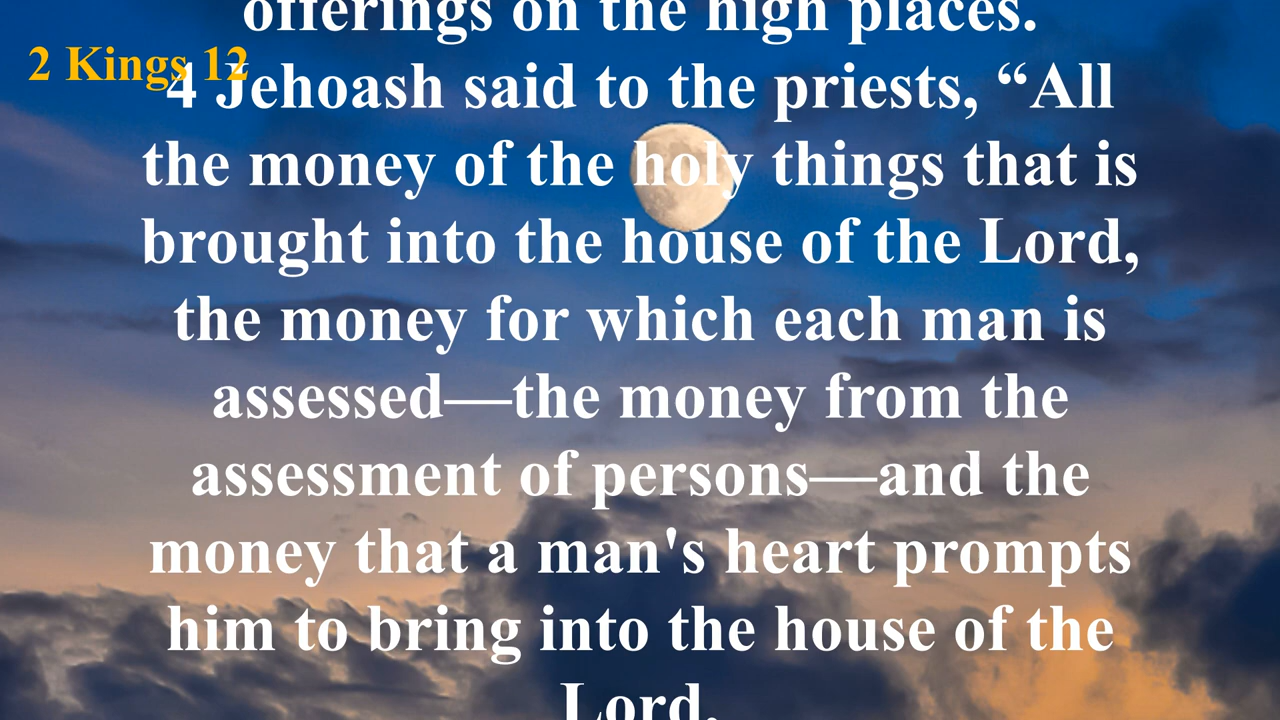 offerings on the high places.
2 Kings 12
4 Jehoash said to the priests, “All
the money of the holy things that is
brought into the house of the Lord,
the money for which each man is
assessed—the money from the
assessment of persons—and the
money that a man's heart prompts
him to bring into the house of the
Lord,